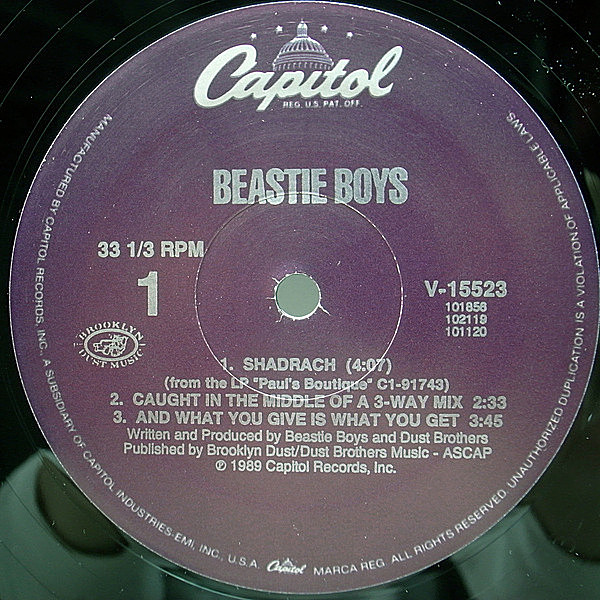 Capitol
REG. U.S. PAT. OFF.
BEASTIE BOYS
33 1/3 RPM
1
V-15523
101856
102119
101120
BROOKLYN
DUST MUSIC
1. SHADRACH (4:07)
(from the LP "Paul's Boutique" C1-91743)
2. CAUGHT IN THE MIDDLE OF A 3-WAY MIX 2:33
3. AND WHAT YOU GIVE IS WHAT YOU GET 3:45
Written and Produced by Beastie Boys and Dust Brothers
Published by Brooklyn Dust/Dust Brothers Music - ASCAP
℗ 1989 Capitol Records, Inc.
MANUFACTURED BY CAPITOL RECORDS, INC., A SUBSIDIARY OF CAPITOL INDUSTRIES-EMI, INC., U.S.A. Capitol MARCA REG. ALL RIGHTS RESERVED. UNAUTHORIZED DUPLICATION IS A VIOLATION OF APPLICABLE LAWS